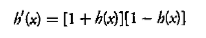 h′(x) = [1 + h(x)][1 − h(x)]